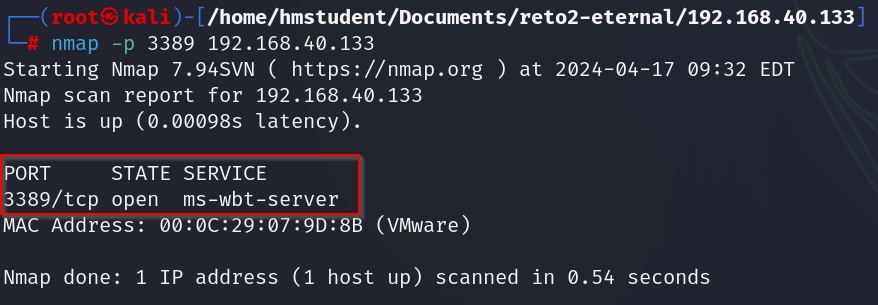 ┌──(root㉿kali)-[/home/hmstudent/Documents/reto2-eternal/192.168.40.133]
└─# nmap -p 3389 192.168.40.133
Starting Nmap 7.94SVN ( https://nmap.org ) at 2024-04-17 09:32 EDT
Nmap scan report for 192.168.40.133
Host is up (0.00098s latency).
PORT     STATE SERVICE
3389/tcp open  ms-wbt-server
MAC Address: 00:0C:29:07:9D:8B (VMware)
Nmap done: 1 IP address (1 host up) scanned in 0.54 seconds